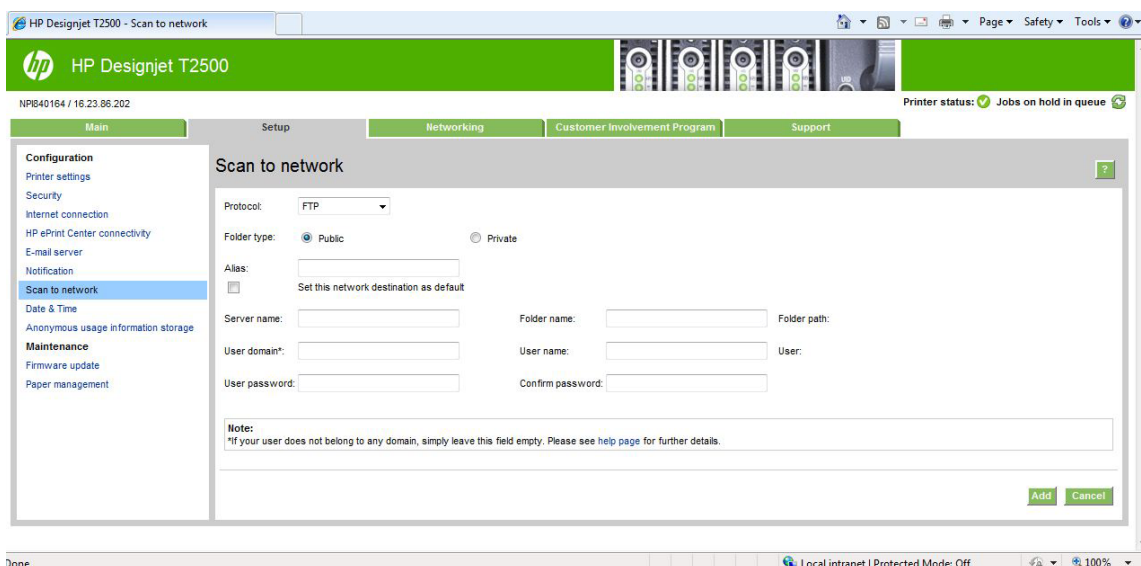 HP Designjet T2500 - Scan to network
Page Safety Tools
hp HP Designjet T2500
NPI840164 / 16.23.86.202
Printer status: Jobs on hold in queue
Main Setup Networking Customer Involvement Program Support
Configuration
Printer settings
Security
Internet connection
HP ePrint Center connectivity
E-mail server
Notification
Scan to network
Date & Time
Anonymous usage information storage
Maintenance
Firmware update
Paper management
Scan to network
?
Protocol: FTP
Folder type: Public Private
Alias:
Set this network destination as default
Server name: Folder name: Folder path:
User domain*: User name: User:
User password: Confirm password:
Note:
*If your user does not belong to any domain, simply leave this field empty. Please see help page for further details.
Add Cancel
Done Local intranet | Protected Mode: Off 100%